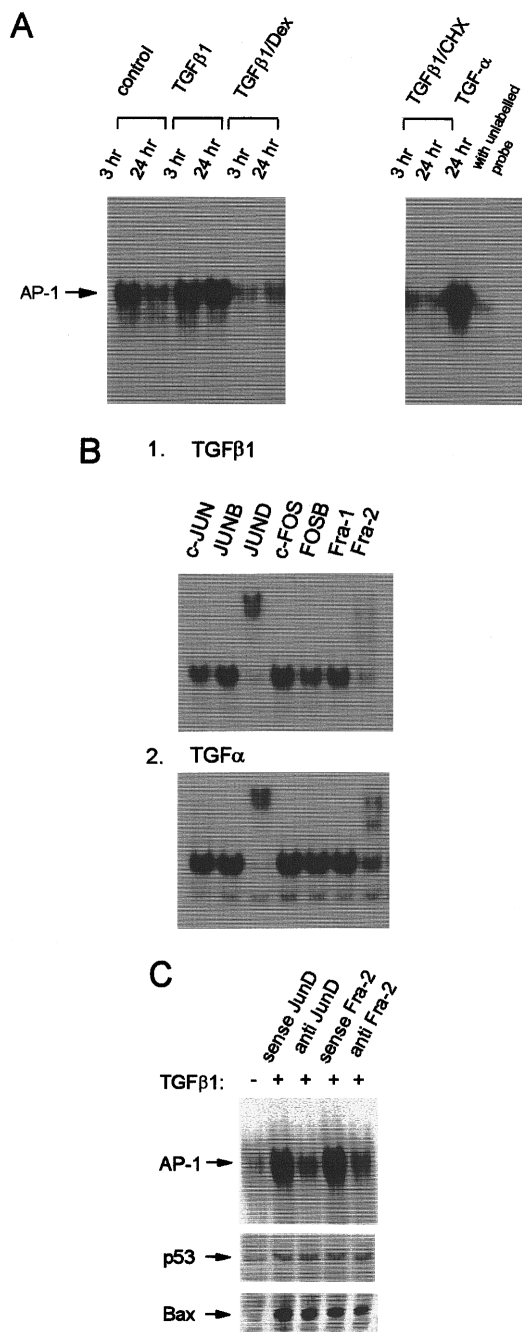 A
control
TGFβ1
TGFβ1/Dex
TGFβ1/CHX
TGF-α
3 hr
24 hr
3 hr
24 hr
3 hr
24 hr
3 hr
24 hr
24 hr
with unlabelled
probe
AP-1
B
1. TGFβ1
c-JUN
JUNB
JUND
c-FOS
FOSB
Fra-1
Fra-2
2. TGFα
C
sense JunD
anti JunD
sense Fra-2
anti Fra-2
TGFβ1: - + + + +
AP-1
p53
Bax